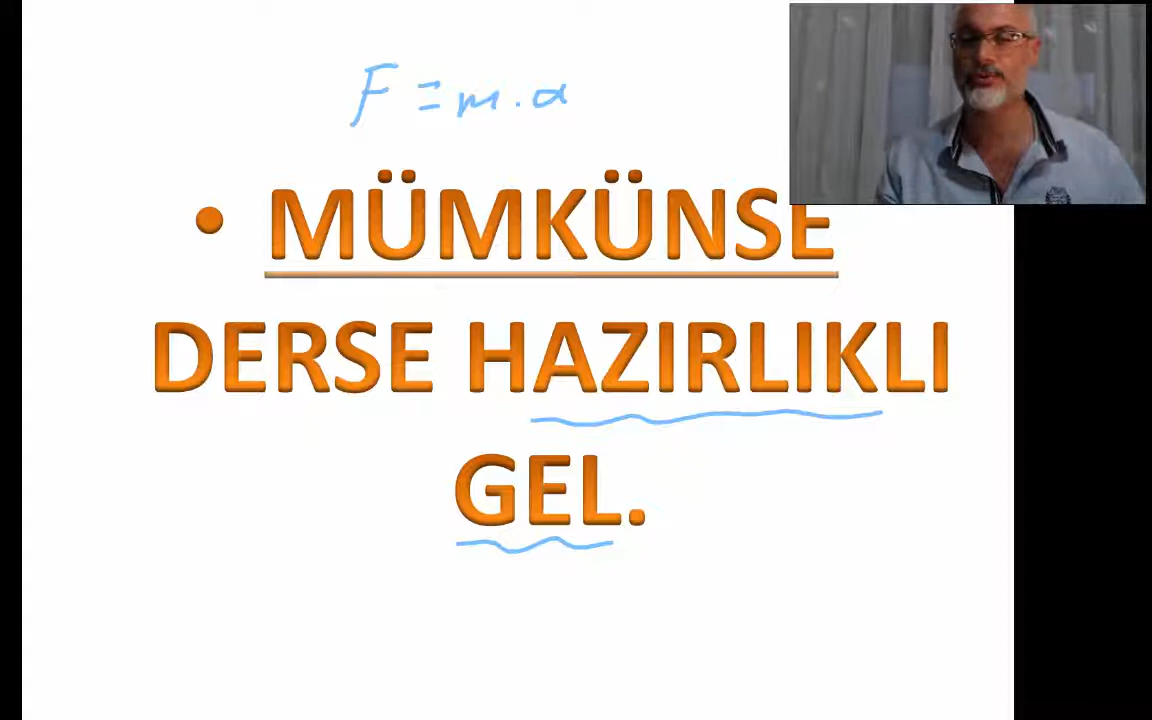 F = m . a
• MÜMKÜNSE
DERSE HAZIRLIKLI
GEL.